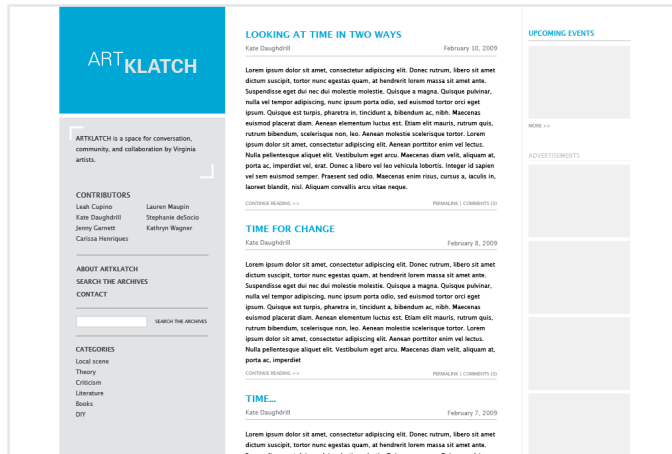 ARTKLATCH
ARTKLATCH is a space for conversation,
community, and collaboration by Virginia
artists.
CONTRIBUTORS
Leah Cupino Lauren Maupin
Kate Daughdrill Stephanie deSocio
Jenny Garnett Kathryn Wagner
Carissa Henriques
ABOUT ARTKLATCH
SEARCH THE ARCHIVES
CONTACT
SEARCH THE ARCHIVES
CATEGORIES
Local scene
Theory
Criticism
Literature
Books
DIY
LOOKING AT TIME IN TWO WAYS
Kate Daughdrill February 10, 2009
Lorem ipsum dolor sit amet, consectetur adipiscing elit. Donec rutrum, libero sit amet
dictum suscipit, tortor nunc egestas quam, at hendrerit lorem massa sit amet ante.
Suspendisse eget dui nec dui molestie molestie. Quisque a magna. Quisque pulvinar,
nulla vel tempor adipiscing, nunc ipsum porta odio, sed euismod tortor orci eget
ipsum. Quisque est turpis, pharetra in, tincidunt a, bibendum ac, nibh. Maecenas
euismod placerat diam. Aenean elementum luctus est. Etiam elit mauris, rutrum quis,
rutrum bibendum, scelerisque non, leo. Aenean molestie scelerisque tortor. Lorem
ipsum dolor sit amet, consectetur adipiscing elit. Aenean porttitor enim vel lectus.
Nulla pellentesque aliquet elit. Vestibulum eget arcu. Maecenas diam velit, aliquam at,
porta ac, imperdiet vel, erat. Donec a libero vel leo vehicula lobortis. Integer id sapien
vel sem euismod semper. Praesent sed odio. Maecenas enim risus, cursus a, iaculis in,
laoreet blandit, nisl. Aliquam convallis arcu vitae neque.
CONTINUE READING >> PERMALINK | COMMENTS (3)
TIME FOR CHANGE
Kate Daughdrill February 8, 2009
Lorem ipsum dolor sit amet, consectetur adipiscing elit. Donec rutrum, libero sit amet
dictum suscipit, tortor nunc egestas quam, at hendrerit lorem massa sit amet ante.
Suspendisse eget dui nec dui molestie molestie. Quisque a magna. Quisque pulvinar,
nulla vel tempor adipiscing, nunc ipsum porta odio, sed euismod tortor orci eget
ipsum. Quisque est turpis, pharetra in, tincidunt a, bibendum ac, nibh. Maecenas
euismod placerat diam. Aenean elementum luctus est. Etiam elit mauris, rutrum quis,
rutrum bibendum, scelerisque non, leo. Aenean molestie scelerisque tortor. Lorem
ipsum dolor sit amet, consectetur adipiscing elit. Aenean porttitor enim vel lectus.
Nulla pellentesque aliquet elit. Vestibulum eget arcu. Maecenas diam velit, aliquam at,
porta ac, imperdiet
CONTINUE READING >> PERMALINK | COMMENTS (3)
TIME...
Kate Daughdrill February 7, 2009
Lorem ipsum dolor sit amet, consectetur adipiscing elit. Donec rutrum, libero sit amet
dictum suscipit, tortor nunc egestas quam, at hendrerit lorem massa sit amet ante.
UPCOMING EVENTS
MORE >>
ADVERTISEMENTS